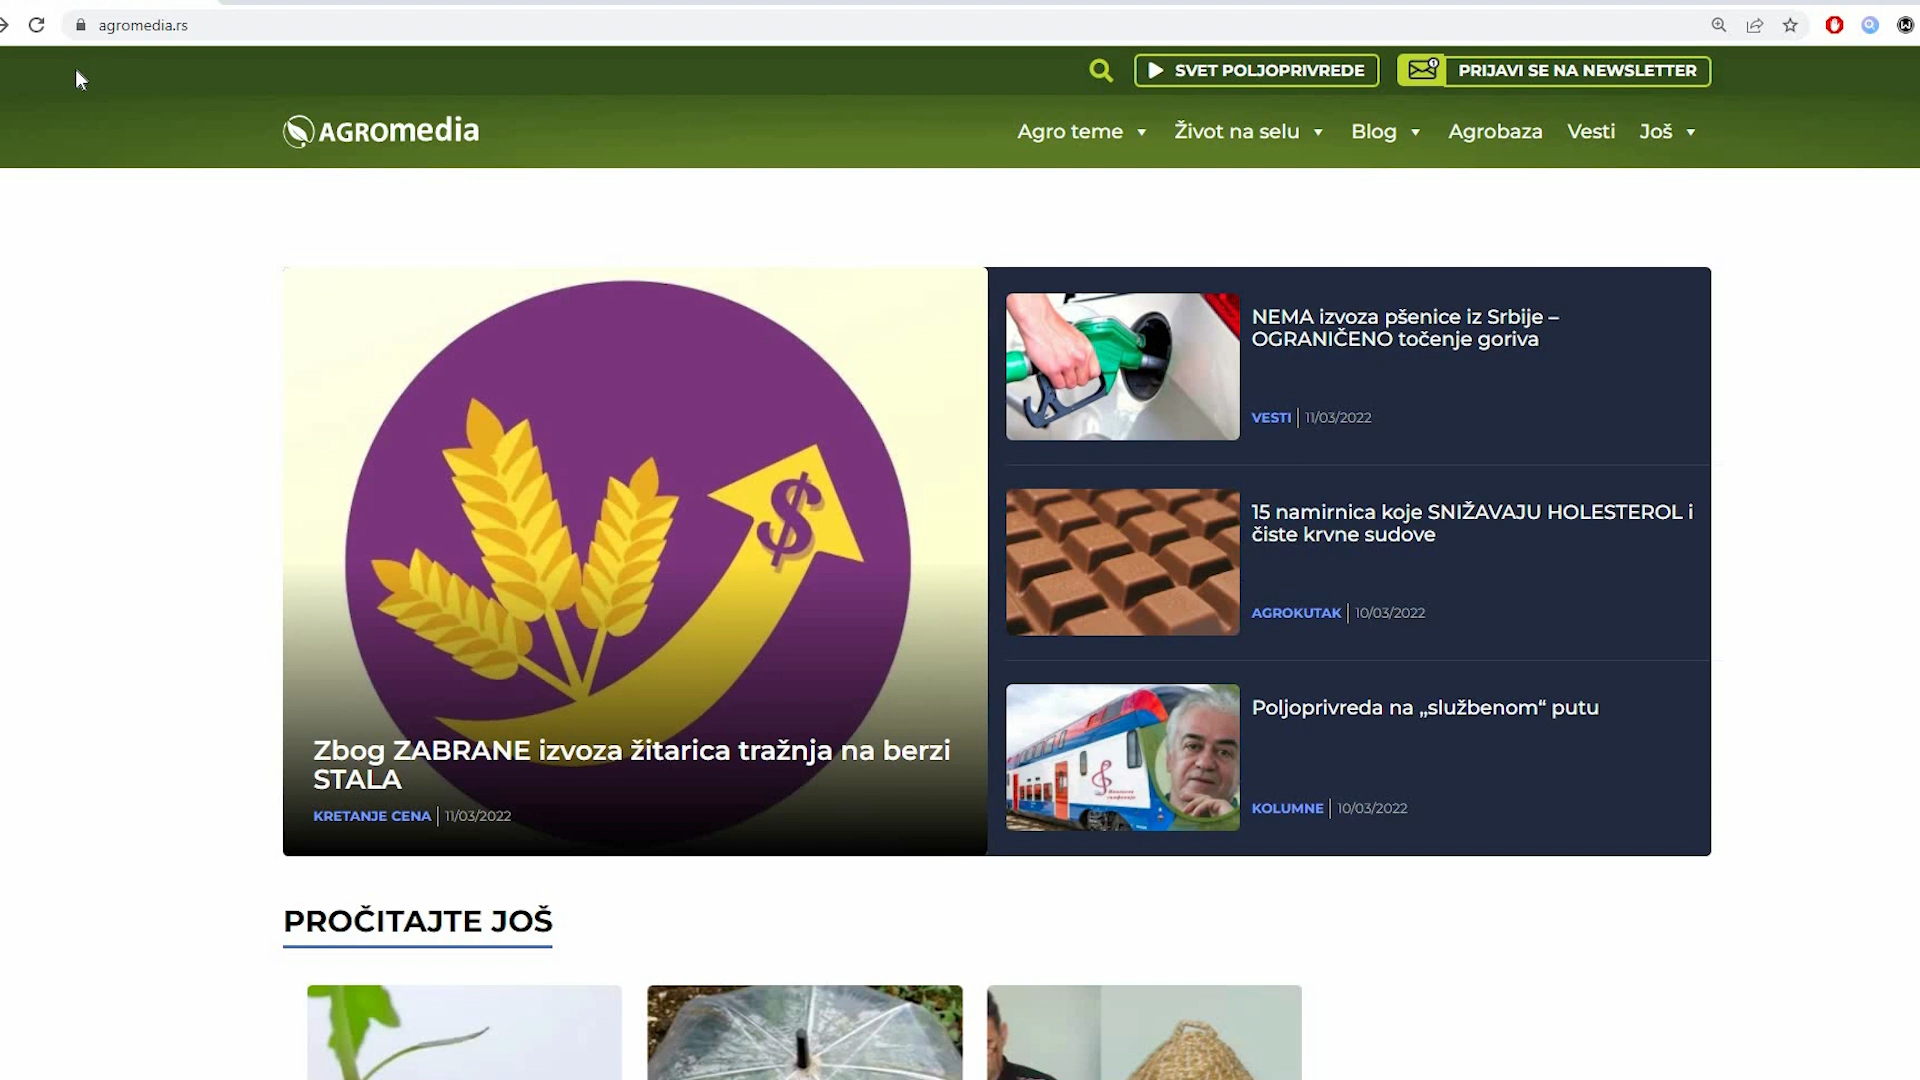 agromedia.rs
SVET POLJOPRIVREDE
PRIJAVI SE NA NEWSLETTER
AGROmedia
Agro teme
Život na selu
Blog
Agrobaza
Vesti
Još
$
Zbog ZABRANE izvoza žitarica tražnja na berzi
STALA
KRETANJE CENA | 11/03/2022
NEMA izvoza pšenice iz Srbije –
OGRANIČENO točenje goriva
VESTI | 11/03/2022
15 namirnica koje SNIŽAVAJU HOLESTEROL i
čiste krvne sudove
AGROKUTAK | 10/03/2022
Poljoprivreda na „službenom“ putu
KOLUMNE | 10/03/2022
PROČITAJTE JOŠ